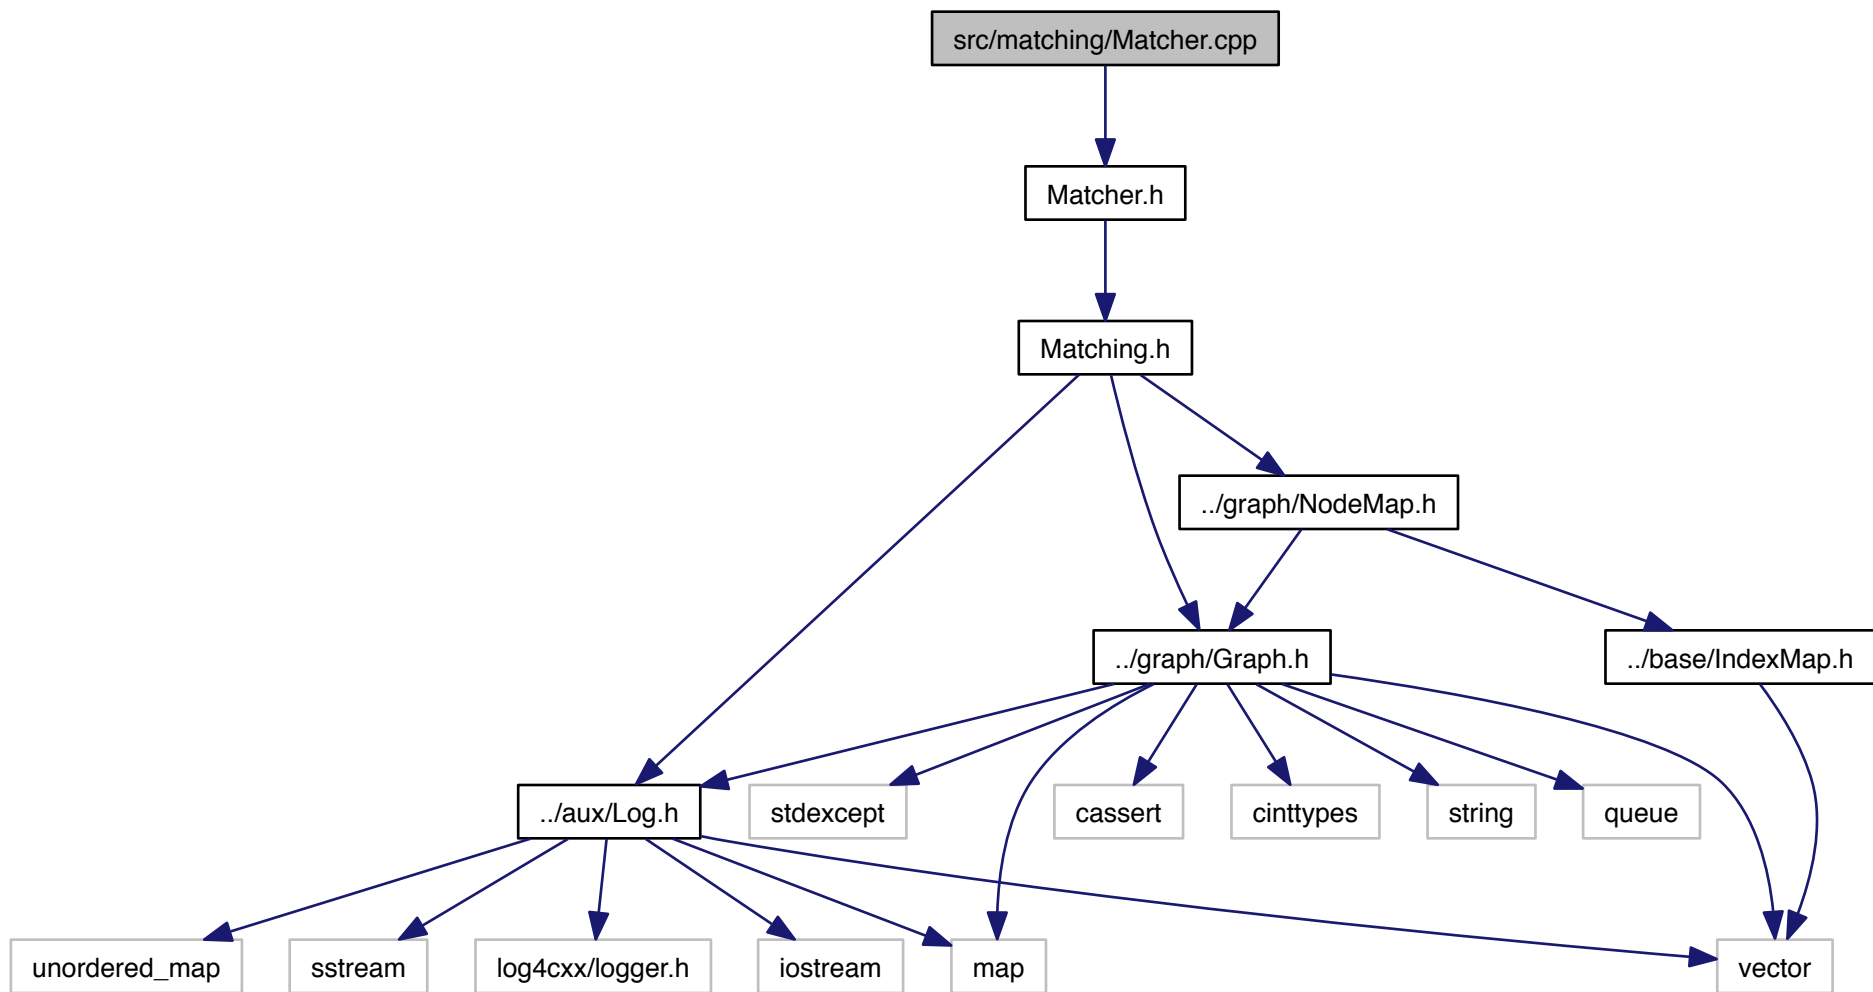 src/matching/Matcher.cpp
Matcher.h
Matching.h
../graph/NodeMap.h
../graph/Graph.h
../base/IndexMap.h
../aux/Log.h
stdexcept
cassert
cinttypes
string
queue
unordered_map
sstream
log4cxx/logger.h
iostream
map
vector